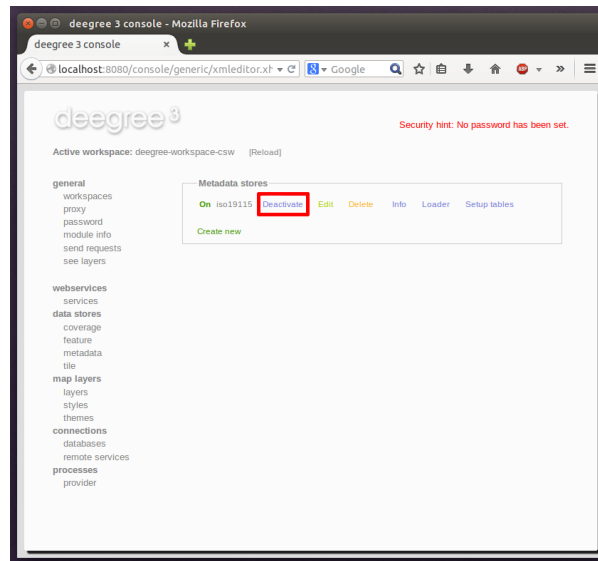 deegree 3 console - Mozilla Firefox
deegree 3 console
localhost:8080/console/generic/xmleditor.xh
Google
deegree 3
Security hint: No password has been set.
Active workspace: deegree-workspace-csw [Reload]
general
workspaces
proxy
password
module info
send requests
see layers
webservices
services
data stores
coverage
feature
metadata
tile
map layers
layers
styles
themes
connections
databases
remote services
processes
provider
Metadata stores
On iso19115 Deactivate Edit Delete Info Loader Setup tables
Create new